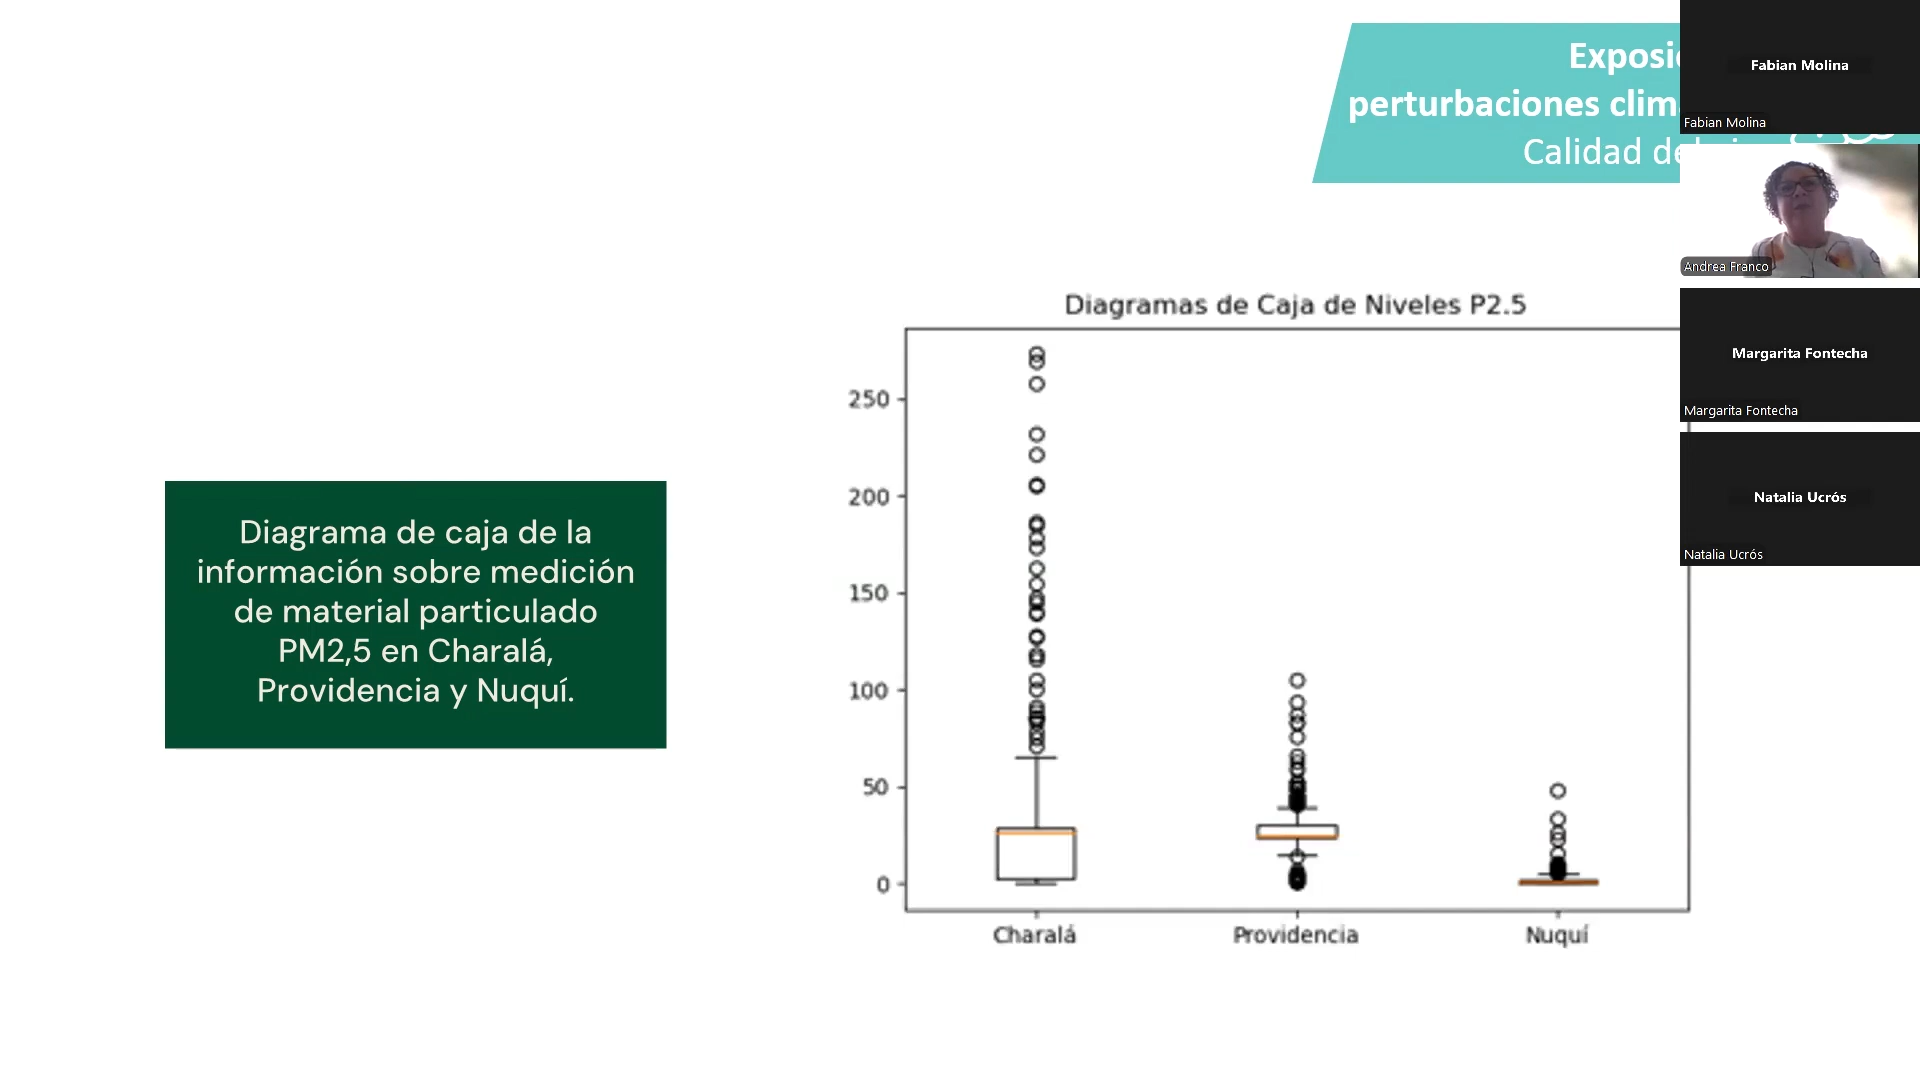 Exposi
perturbaciones clim
Calidad de
Fabian Molina
Fabian Molina
Andrea Franco
Margarita Fontecha
Margarita Fontecha
Natalia Ucrós
Natalia Ucrós
Diagrama de caja de la
información sobre medición
de material particulado
PM2,5 en Charalá,
Providencia y Nuquí.
Diagramas de Caja de Niveles P2.5
250
200
150
100
50
0
Charalá
Providencia
Nuquí